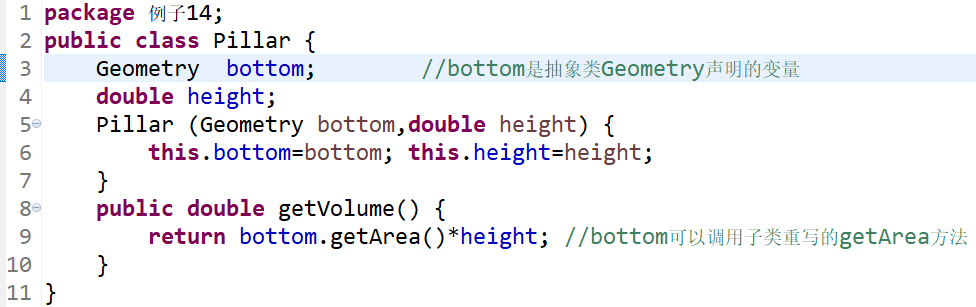 1 package 例子14;
2 public class Pillar {
3     Geometry  bottom;        //bottom是抽象类Geometry声明的变量
4     double height;
5     Pillar (Geometry bottom,double height) {
6         this.bottom=bottom; this.height=height;
7     }
8     public double getVolume() {
9         return bottom.getArea()*height; //bottom可以调用子类重写的getArea方法
10     }
11 }